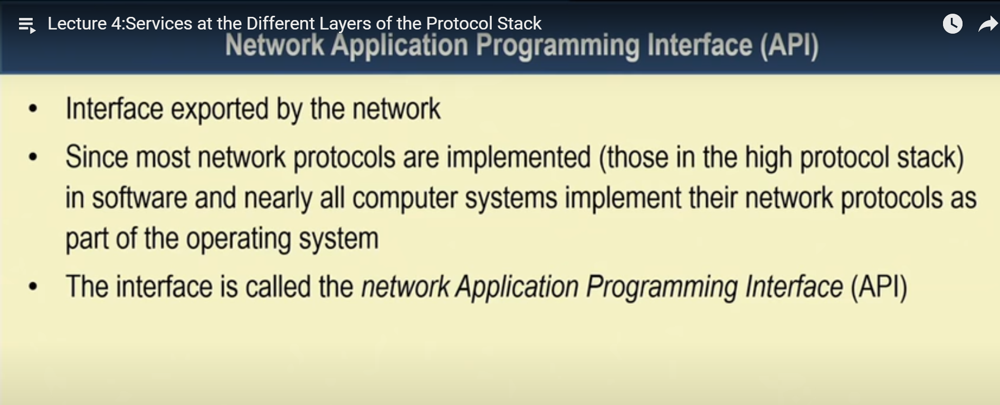 Lecture 4:Services at the Different Layers of the Protocol Stack
Network Application Programming Interface (API)
• Interface exported by the network
• Since most network protocols are implemented (those in the high protocol stack)
in software and nearly all computer systems implement their network protocols as
part of the operating system
• The interface is called the network Application Programming Interface (API)